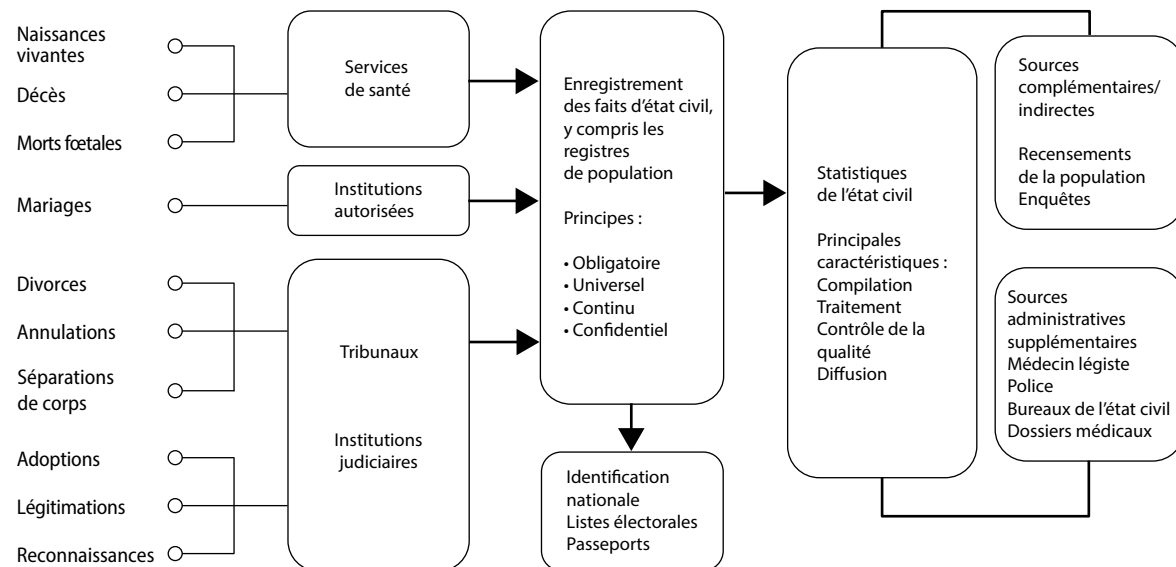 Naissances
vivantes
Décès
Morts fœtales
Mariages
Divorces
Annulations
Séparations
de corps
Adoptions
Légitimations
Reconnaissances
Services
de santé
Institutions
autorisées
Tribunaux
Institutions
judiciaires
Enregistrement
des faits d’état civil,
y compris les
registres
de population
Principes :
• Obligatoire
• Universel
• Continu
• Confidentiel
Identification
nationale
Listes électorales
Passeports
Statistiques
de l’état civil
Principales
caractéristiques :
Compilation
Traitement
Contrôle de la
qualité
Diffusion
Sources
complémentaires/
indirectes
Recensements
de la population
Enquêtes
Sources
administratives
supplémentaires
Médecin légiste
Police
Bureaux de l’état civil
Dossiers médicaux